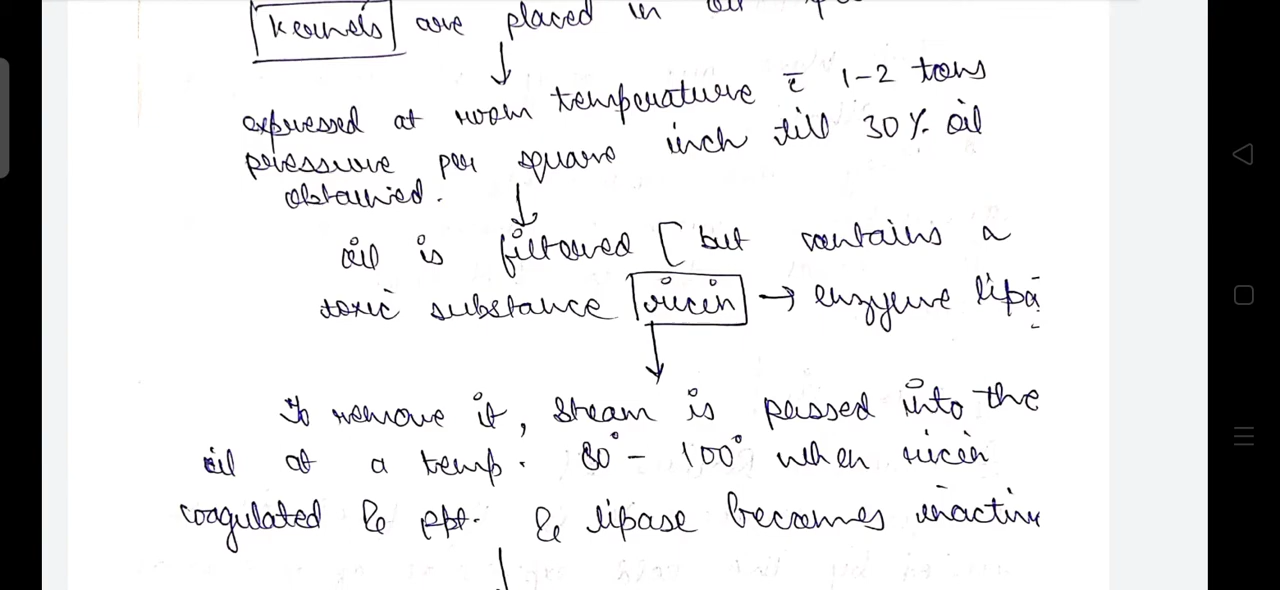 kernels are placed in oil
expressed at room temperature c̄ 1-2 tons
pressure per square inch till 30% oil
obtained.
oil is filtered [ but contains a
toxic substance ricin → enzyme lipa
To remove it, steam is passed into the
oil at a temp. 80° - 100° when ricin
coagulated & ppt. & lipase becomes inactive